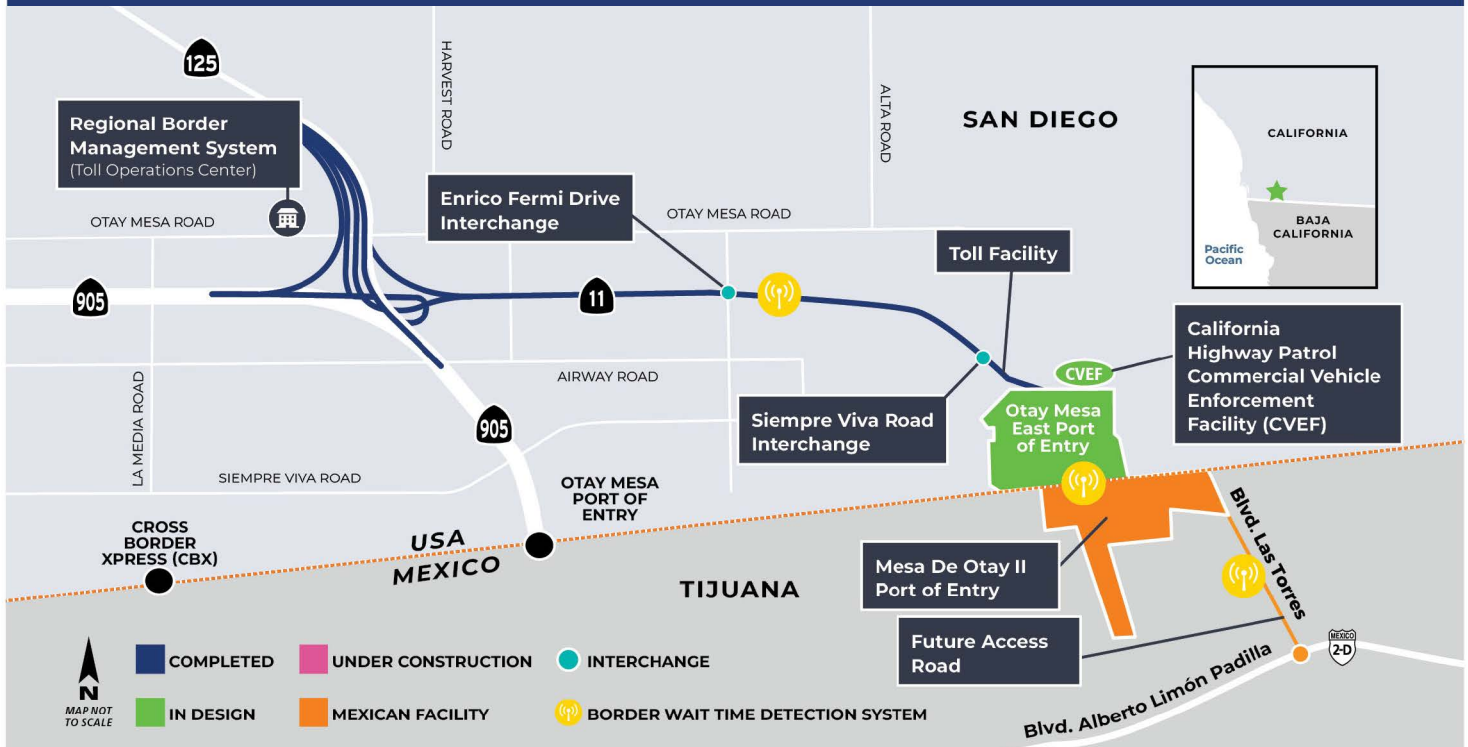 125
HARVEST ROAD
ALTA ROAD
SAN DIEGO
CALIFORNIA
BAJA
CALIFORNIA
Pacific
Ocean
Regional Border
Management System
(Toll Operations Center)
OTAY MESA ROAD
Enrico Fermi Drive
Interchange
OTAY MESA ROAD
Toll Facility
905
11
California
Highway Patrol
Commercial Vehicle
Enforcement
Facility (CVEF)
CVEF
LA MEDIA ROAD
AIRWAY ROAD
905
Siempre Viva Road
Interchange
Otay Mesa
East Port
of Entry
SIEMPRE VIVA ROAD
OTAY MESA
PORT OF
ENTRY
CROSS
BORDER
XPRESS (CBX)
USA
MEXICO
TIJUANA
Mesa De Otay II
Port of Entry
Blvd. Las Torres
Future Access
Road
MEXICO
2-D
Blvd. Alberto Limón Padilla
N
MAP NOT
TO SCALE
COMPLETED
UNDER CONSTRUCTION
INTERCHANGE
IN DESIGN
MEXICAN FACILITY
BORDER WAIT TIME DETECTION SYSTEM